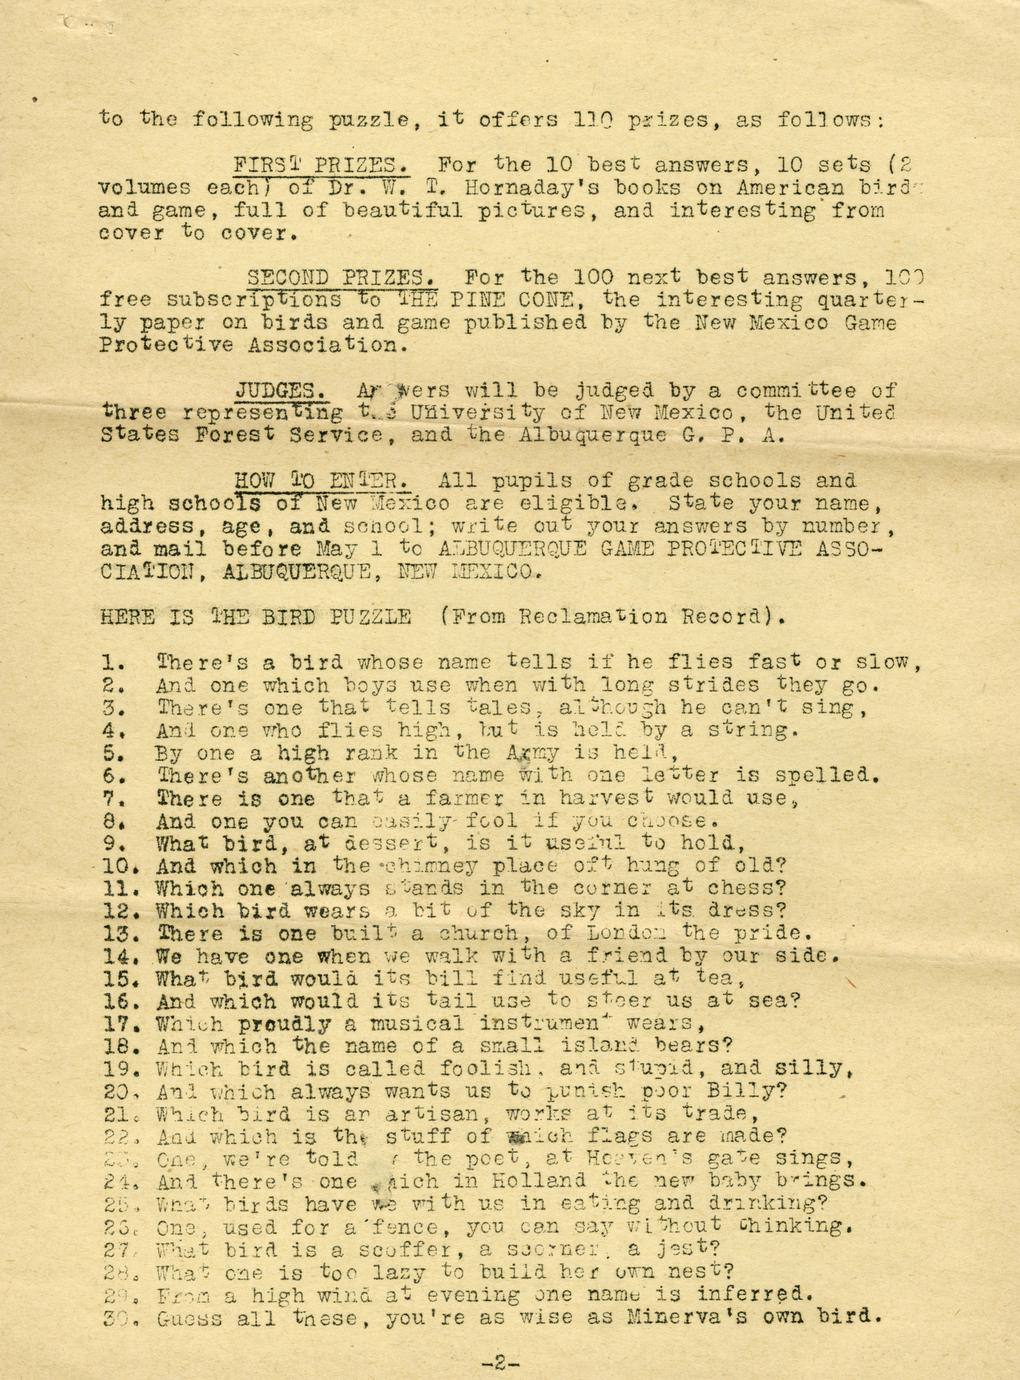 to the following puzzle, it offers 110 prizes, as follows:
FIRST PRIZES. For the 10 best answers, 10 sets (2
volumes each) of Dr. W. T. Hornaday's books on American birds
and game, full of beautiful pictures, and interesting from
cover to cover.
SECOND PRIZES. For the 100 next best answers, 100
free subscriptions to THE PINE CONE, the interesting quarter-
ly paper on birds and game published by the New Mexico Game
Protective Association.
JUDGES. Answers will be judged by a committee of
three representing the University of New Mexico, the United
States Forest Service, and the Albuquerque G. P. A.
HOW TO ENTER. All pupils of grade schools and
high schools of New Mexico are eligible. State your name,
address, age, and school; write out your answers by number,
and mail before May 1 to ALBUQUERQUE GAME PROTECTIVE ASSO-
CIATION, ALBUQUERQUE, NEW MEXICO.
HERE IS THE BIRD PUZZLE (From Reclamation Record).
1. There's a bird whose name tells if he flies fast or slow,
2. And one which boys use when with long strides they go.
3. There's one that tells tales, although he can't sing,
4. And one who flies high, but is held by a string.
5. By one a high rank in the Army is held,
6. There's another whose name with one letter is spelled.
7. There is one that a farmer in harvest would use,
8. And one you can easily fool if you choose.
9. What bird, at dessert, is it useful to hold,
10. And which in the chimney place oft hung of old?
11. Which one always stands in the corner at chess?
12. Which bird wears a bit of the sky in its dress?
13. There is one built a church, of London the pride.
14. We have one when we walk with a friend by our side.
15. What bird would its bill find useful at tea,
16. And which would its tail use to steer us at sea?
17. Which proudly a musical instrument wears,
18. And which the name of a small island bears?
19. Which bird is called foolish, and stupid, and silly,
20. And which always wants us to punish poor Billy?
21. Which bird is an artisan, works at its trade,
22. And which is the stuff of which flags are made?
23. One, we're told the poet, at Heaven's gate sings,
24. And there's one which in Holland the new baby brings.
25. What birds have we with us in eating and drinking?
26. One, used for a fence, you can say without thinking.
27. What bird is a scoffer, a scorner, a jest?
28. What one is too lazy to build her own nest?
29. From a high wind at evening one name is inferred.
30. Guess all these, you're as wise as Minerva's own bird.
-2-